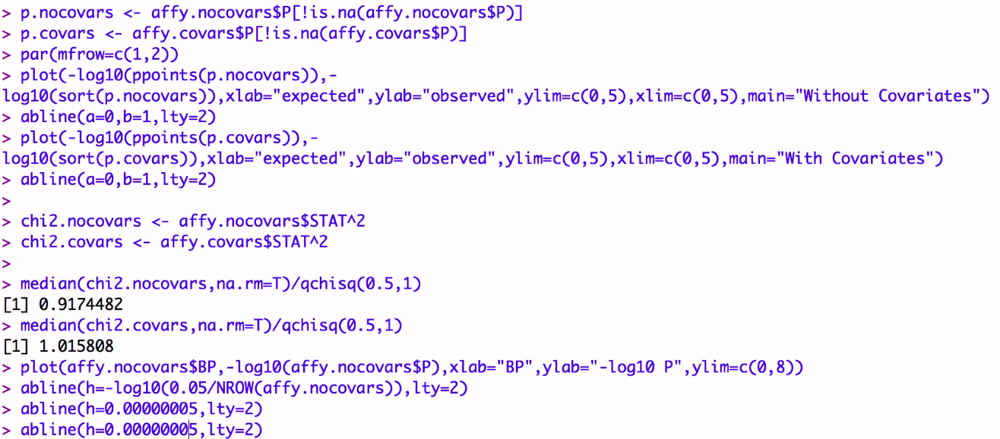 > p.nocovars <- affy.nocovars$P[!is.na(affy.nocovars$P)]
> p.covars <- affy.covars$P[!is.na(affy.covars$P)]
> par(mfrow=c(1,2))
> plot(-log10(ppoints(p.nocovars)),-
log10(sort(p.nocovars)),xlab="expected",ylab="observed",ylim=c(0,5),xlim=c(0,5),main="Without Covariates")
> abline(a=0,b=1,lty=2)
> plot(-log10(ppoints(p.covars)),-
log10(sort(p.covars)),xlab="expected",ylab="observed",ylim=c(0,5),xlim=c(0,5),main="With Covariates")
> abline(a=0,b=1,lty=2)
>
> chi2.nocovars <- affy.nocovars$STAT^2
> chi2.covars <- affy.covars$STAT^2
>
> median(chi2.nocovars,na.rm=T)/qchisq(0.5,1)
[1] 0.9174482
> median(chi2.covars,na.rm=T)/qchisq(0.5,1)
[1] 1.015808
> plot(affy.nocovars$BP,-log10(affy.nocovars$P),xlab="BP",ylab="-log10 P",ylim=c(0,8))
> abline(h=-log10(0.05/NROW(affy.nocovars)),lty=2)
> abline(h=0.00000005,lty=2)
> abline(h=0.00000005,lty=2)